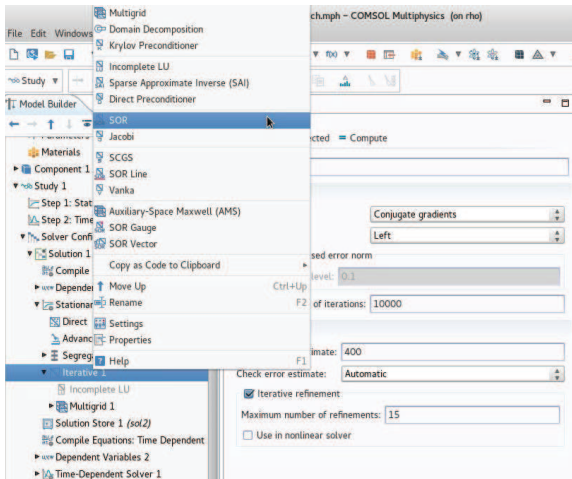 ch.mph – COMSOL Multiphysics (on rho)
File Edit Windows
Multigrid
Domain Decomposition
Krylov Preconditioner
Incomplete LU
Sparse Approximate Inverse (SAI)
Direct Preconditioner
SOR
Jacobi
SCGS
SOR Line
Vanka
Auxiliary-Space Maxwell (AMS)
SOR Gauge
SOR Vector
Copy as Code to Clipboard
Move Up Ctrl+Up
Rename F2
Settings
Properties
Help F1
f(x)
Study
Model Builder
Materials
Component 1
Study 1
Step 1: Stat
Step 2: Time
Solver Confi
Solution 1
Compile
Depende
Stationar
Direct
Advanc
Segrega
Iterative 1
Incomplete LU
Multigrid 1
Solution Store 1 (sol2)
Compile Equations: Time Dependent
Dependent Variables 2
Time-Dependent Solver 1
cted = Compute
Conjugate gradients
Left
sed error norm
level: 0.1
of iterations: 10000
imate: 400
Check error estimate: Automatic
Iterative refinement
Maximum number of refinements: 15
Use in nonlinear solver